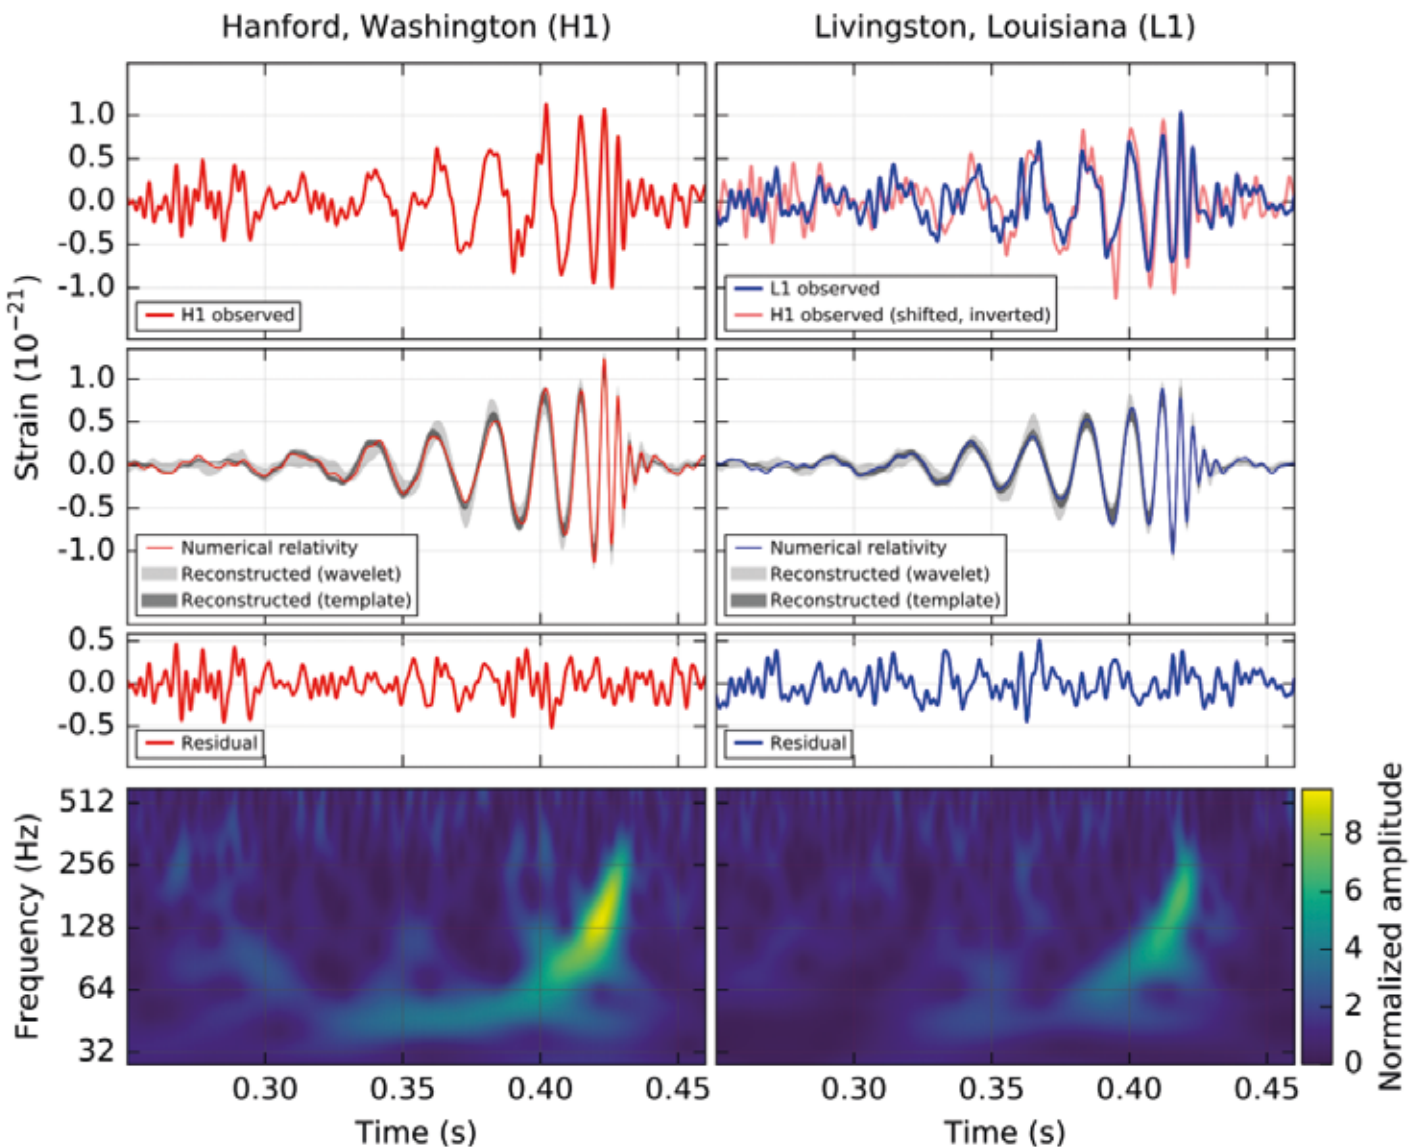 Hanford, Washington (H1)
Livingston, Louisiana (L1)
Strain (10⁻²¹)
1.0
0.5
0.0
-0.5
-1.0
H1 observed
L1 observed
H1 observed (shifted, inverted)
1.0
0.5
0.0
-0.5
-1.0
Numerical relativity
Reconstructed (wavelet)
Reconstructed (template)
Numerical relativity
Reconstructed (wavelet)
Reconstructed (template)
0.5
0.0
-0.5
Residual
Residual
Frequency (Hz)
512
256
128
64
32
Normalized amplitude
8
6
4
2
0
0.30 0.35 0.40 0.45
0.30 0.35 0.40 0.45
Time (s)
Time (s)